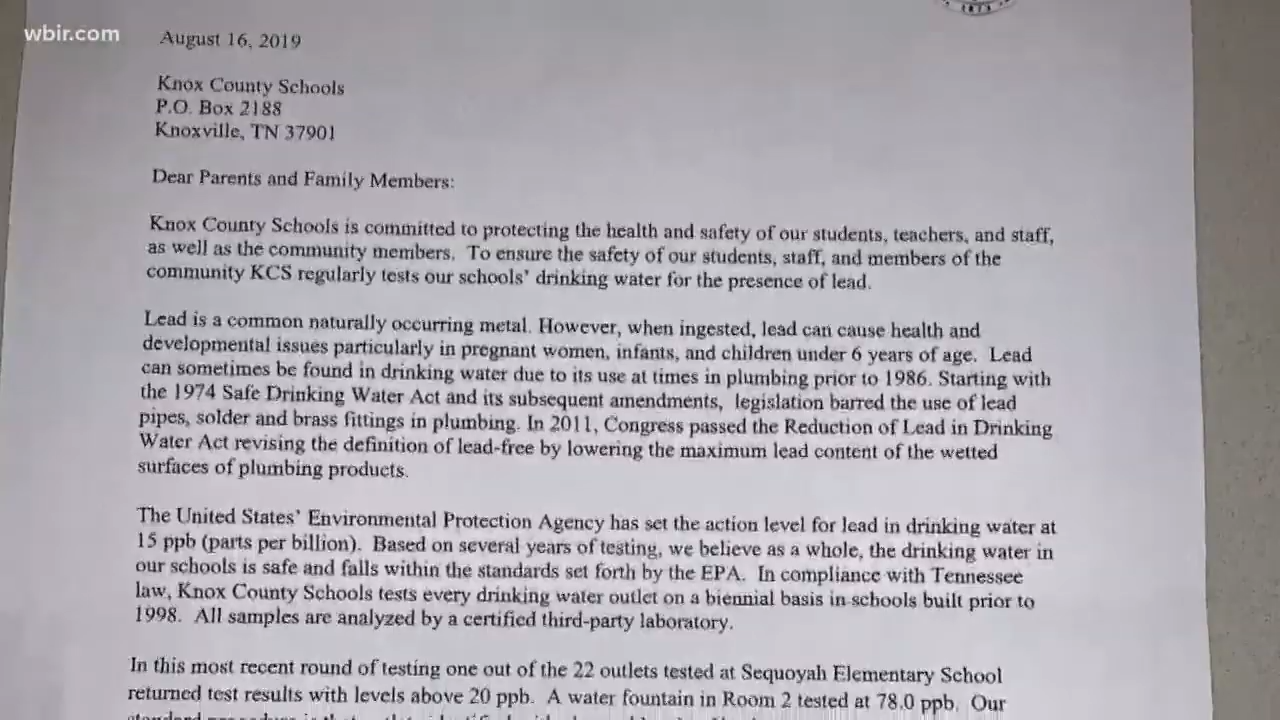 wbir.com
August 16, 2019
Knox County Schools
P.O. Box 2188
Knoxville, TN 37901
Dear Parents and Family Members:
Knox County Schools is committed to protecting the health and safety of our students, teachers, and staff,
as well as the community members. To ensure the safety of our students, staff, and members of the
community KCS regularly tests our schools' drinking water for the presence of lead.
Lead is a common naturally occurring metal. However, when ingested, lead can cause health and
developmental issues particularly in pregnant women, infants, and children under 6 years of age. Lead
can sometimes be found in drinking water due to its use at times in plumbing prior to 1986. Starting with
the 1974 Safe Drinking Water Act and its subsequent amendments, legislation barred the use of lead
pipes, solder and brass fittings in plumbing. In 2011, Congress passed the Reduction of Lead in Drinking
Water Act revising the definition of lead-free by lowering the maximum lead content of the wetted
surfaces of plumbing products.
The United States' Environmental Protection Agency has set the action level for lead in drinking water at
15 ppb (parts per billion). Based on several years of testing, we believe as a whole, the drinking water in
our schools is safe and falls within the standards set forth by the EPA. In compliance with Tennessee
law, Knox County Schools tests every drinking water outlet on a biennial basis in schools built prior to
1998. All samples are analyzed by a certified third-party laboratory.
In this most recent round of testing one out of the 22 outlets tested at Sequoyah Elementary School
returned test results with levels above 20 ppb. A water fountain in Room 2 tested at 78.0 ppb. Our